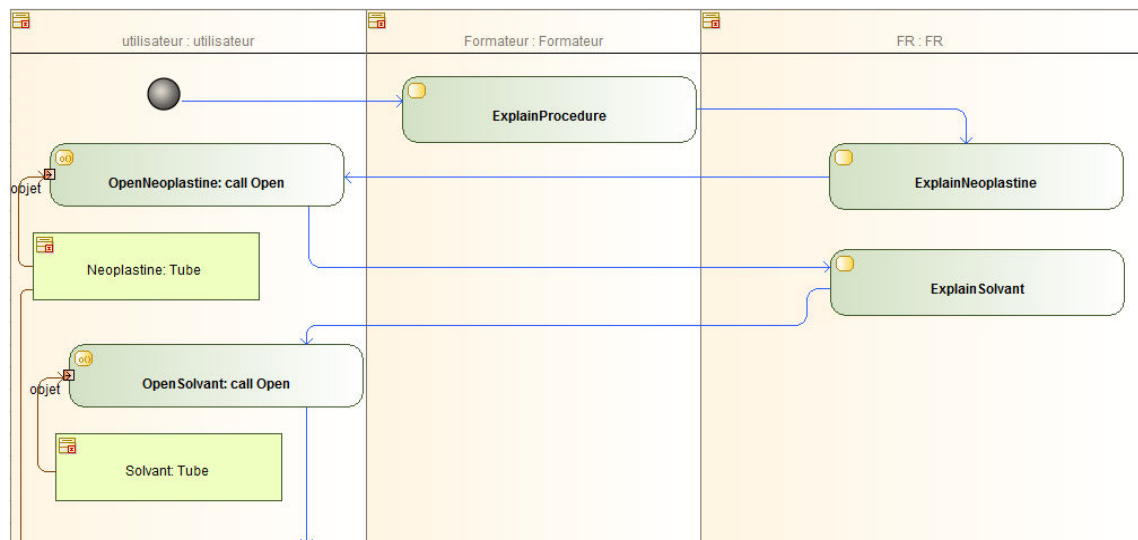 utilisateur : utilisateur
Formateur : Formateur
FR : FR
ExplainProcedure
OpenNeoplastine: call Open
ExplainNeoplastine
objet
Neoplastine: Tube
ExplainSolvant
OpenSolvant: call Open
objet
Solvant: Tube